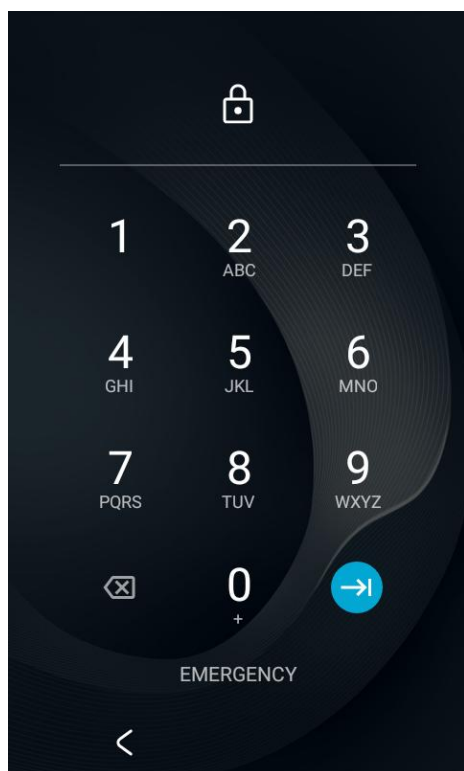 1 2 3
ABC DEF
4 5 6
GHI JKL MNO
7 8 9
PQRS TUV WXYZ
0
+
EMERGENCY